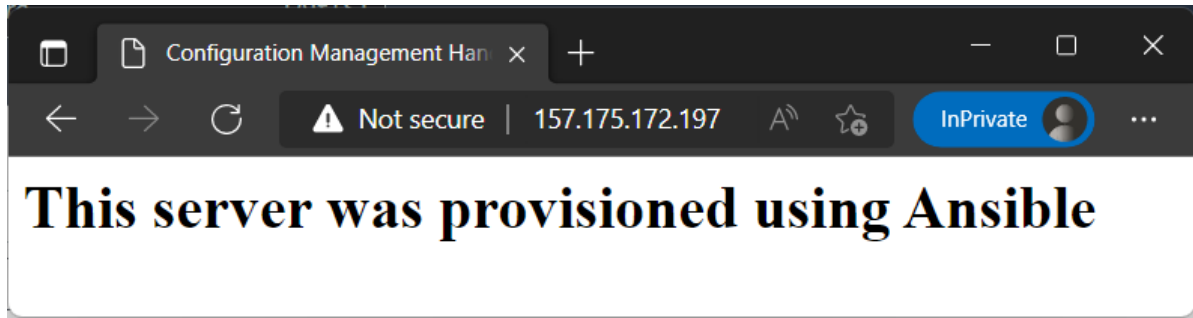 Configuration Management Han
Not secure | 157.175.172.197
InPrivate
This server was provisioned using Ansible